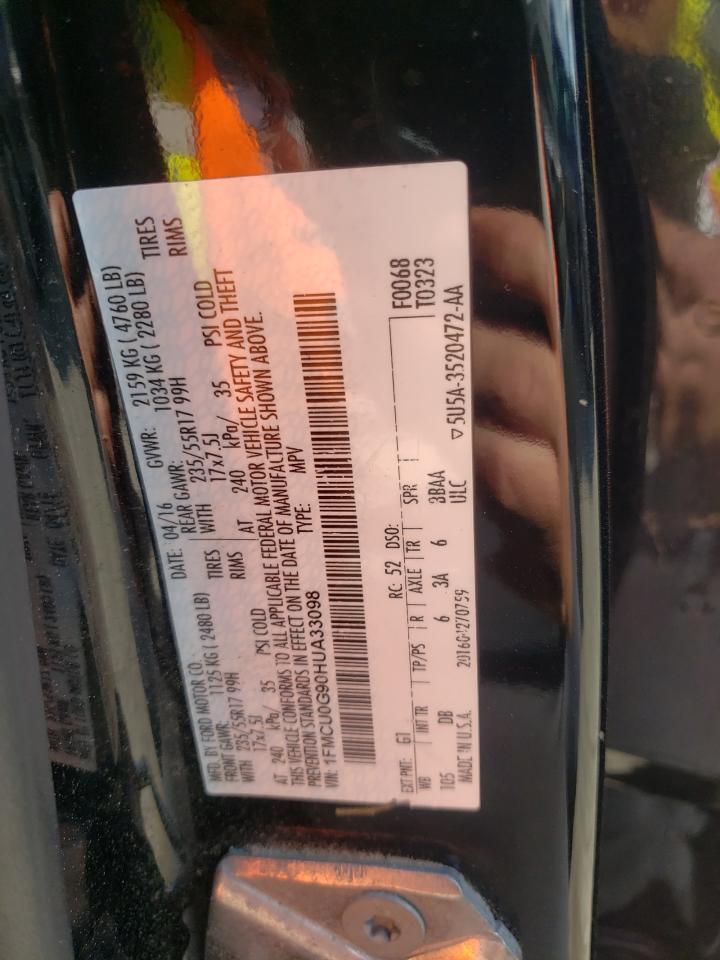 MFD. BY FORD MOTOR CO.
DATE: 04/16 GVWR: 2159 KG ( 4760 LB)
FRONT GAWR: 1125 KG ( 2480 LB) REAR GAWR: 1034 KG ( 2280 LB)
WITH 235/55R17 99H TIRES WITH 235/55R17 99H TIRES
17x7.5J RIMS 17x7.5J RIMS
AT 240 kPa/ 35 PSI COLD AT 240 kPa/ 35 PSI COLD
THIS VEHICLE CONFORMS TO ALL APPLICABLE FEDERAL MOTOR VEHICLE SAFETY AND THEFT
PREVENTION STANDARDS IN EFFECT ON THE DATE OF MANUFACTURE SHOWN ABOVE.
VIN: 1FMCU0G90HUA33098 TYPE: MPV
F0068
T0323
EXT PNT: G1 RC: 52 DSO:
WB INT TR TP/PS R AXLE TR SPR
105 DB 6 3A 6 3BAA
ULC
MADE IN U.S.A. ▽5U5A-3520472-AA